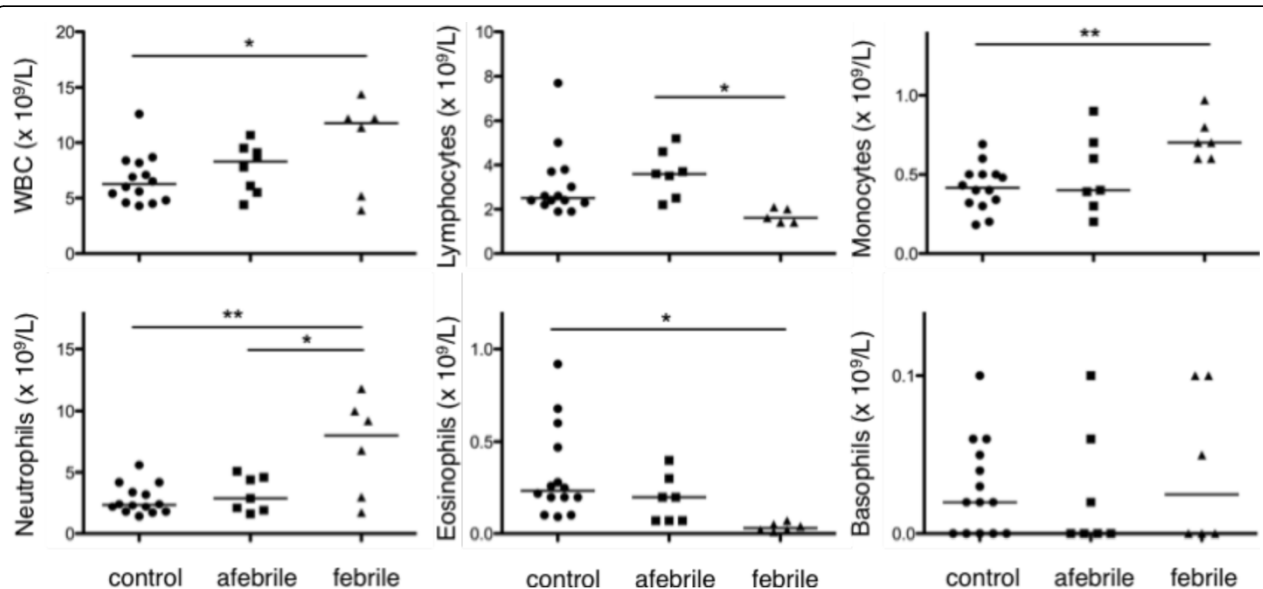 WBC (x 10⁹/L)
20
15
10
5
0
*
Lymphocytes (x 10⁹/L)
10
8
6
4
2
0
*
Monocytes (x 10⁹/L)
1.0
0.5
0.0
**
Neutrophils (x 10⁹/L)
15
10
5
0
**
*
control
afebrile
febrile
Eosinophils (x 10⁹/L)
1.0
0.5
0.0
*
control
afebrile
febrile
Basophils (x 10⁹/L)
0.1
0.0
control
afebrile
febrile